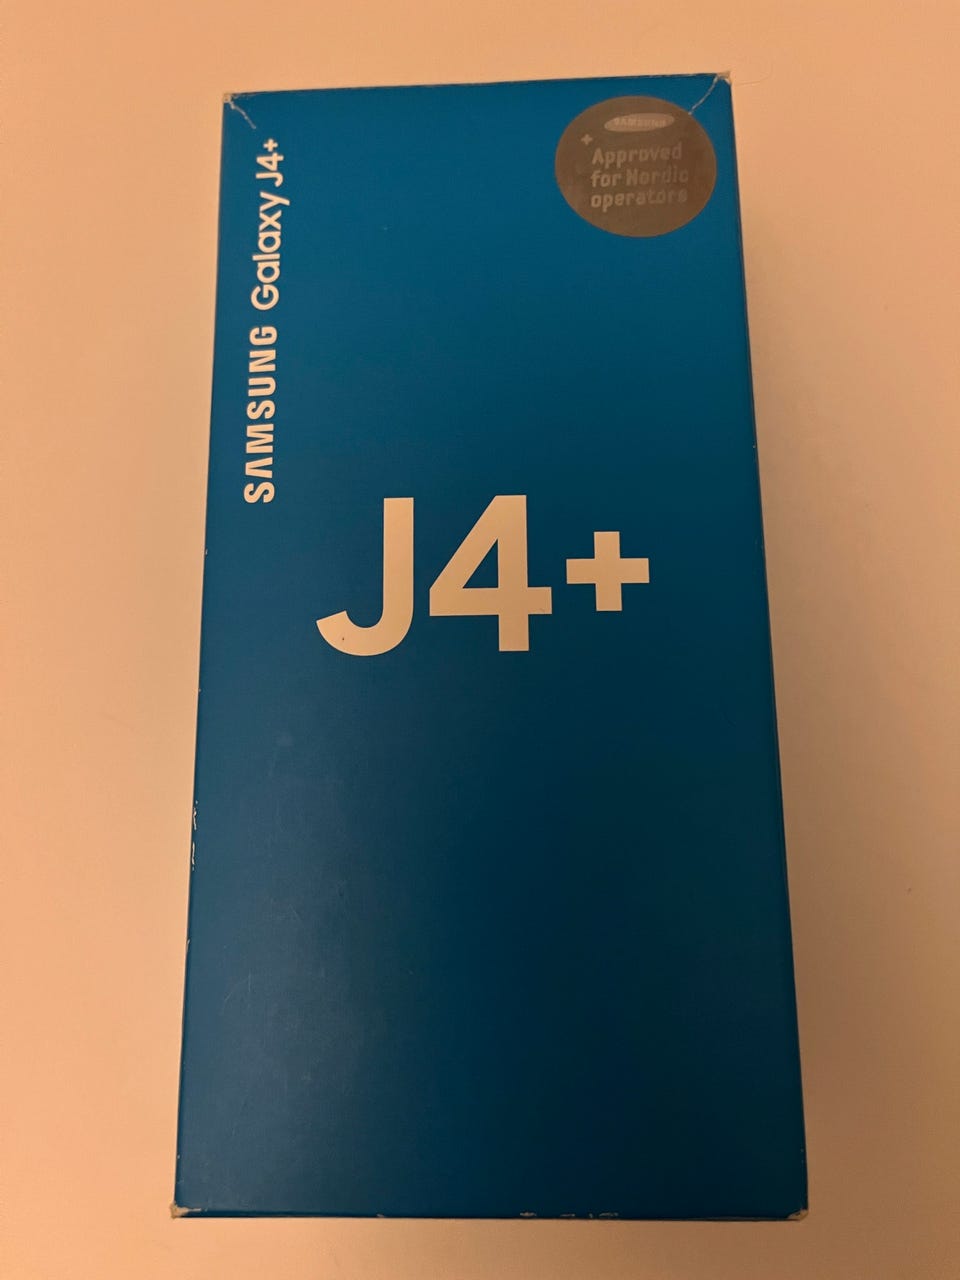 SAMSUNG Galaxy J4+
SAMSUNG
Approved
for Nordic
operators
J4+